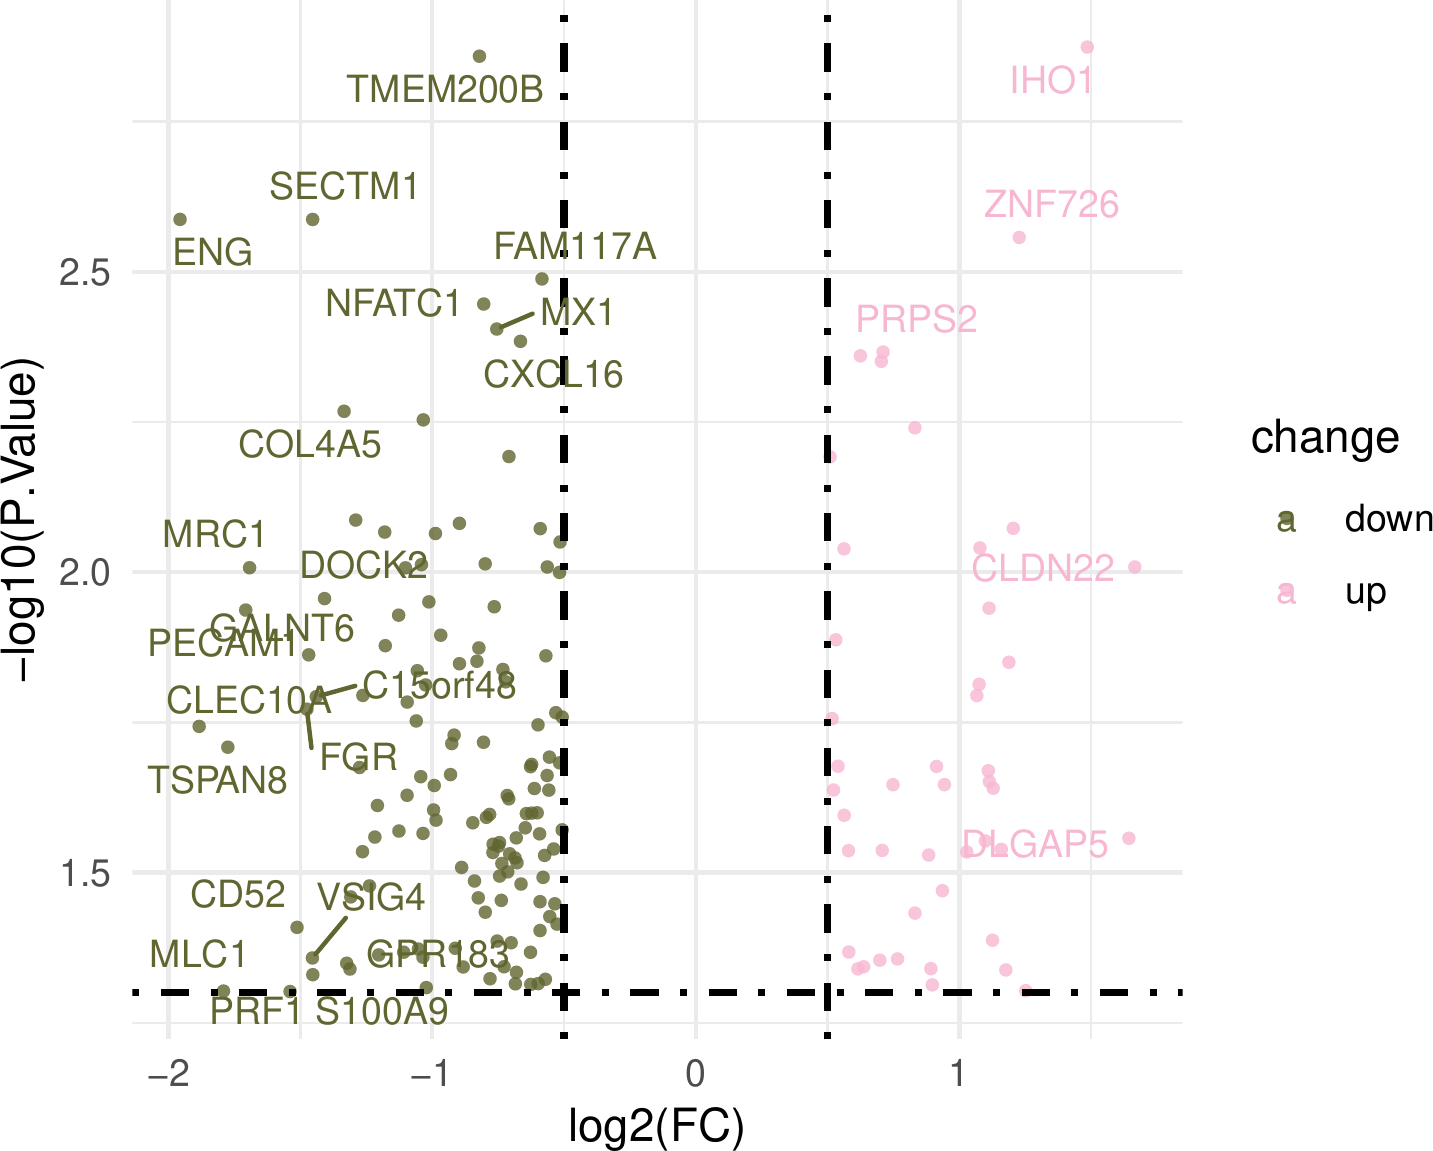 IHO1
TMEM200B
SECTM1
ZNF726
ENG
FAM117A
2.5
NFATC1
MX1
PRPS2
CXCL16
COL4A5
change
MRC1
down
DOCK2
CLDN22
2.0
up
GALNT6
PECAM1
−log10(P.Value)
C15orf48
CLEC10A
FGR
TSPAN8
DLGAP5
1.5
CD52
VSIG4
MLC1
GPR183
PRF1
S100A9
−2
−1
0
1
log2(FC)
a
a